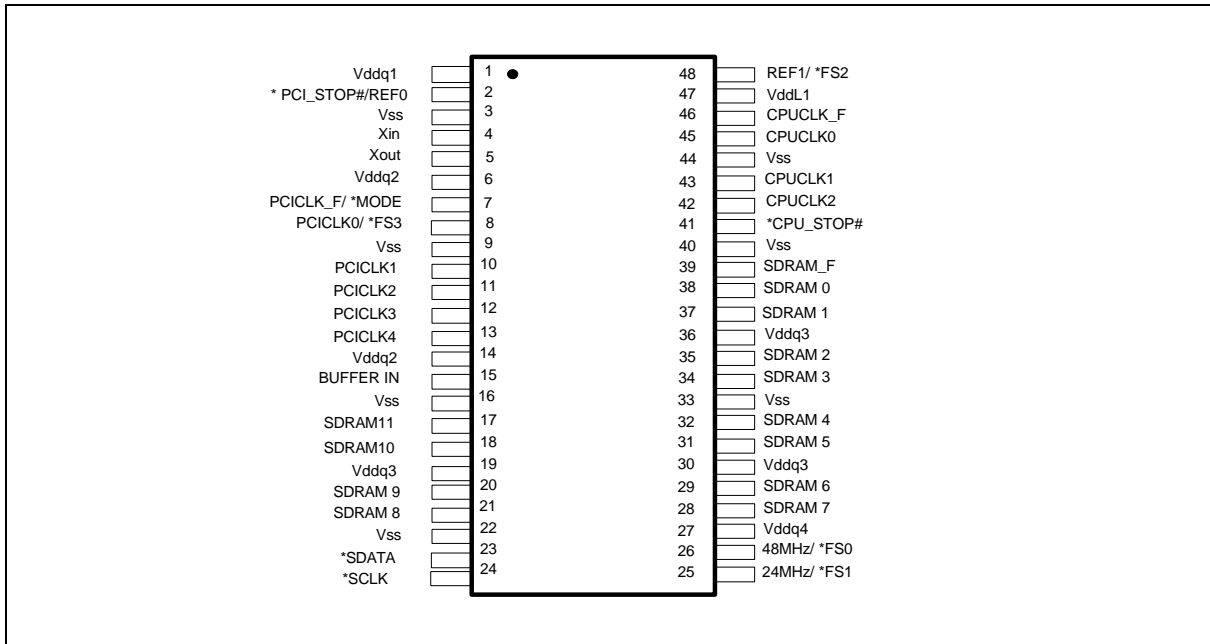 Vddq1 1 48 REF1/ *FS2
* PCI_STOP#/REF0 2 47 VddL1
Vss 3 46 CPUCLK_F
Xin 4 45 CPUCLK0
Xout 5 44 Vss
Vddq2 6 43 CPUCLK1
PCICLK_F/ *MODE 7 42 CPUCLK2
PCICLK0/ *FS3 8 41 *CPU_STOP#
Vss 9 40 Vss
PCICLK1 10 39 SDRAM_F
PCICLK2 11 38 SDRAM 0
PCICLK3 12 37 SDRAM 1
PCICLK4 13 36 Vddq3
Vddq2 14 35 SDRAM 2
BUFFER IN 15 34 SDRAM 3
Vss 16 33 Vss
SDRAM11 17 32 SDRAM 4
SDRAM10 18 31 SDRAM 5
Vddq3 19 30 Vddq3
SDRAM 9 20 29 SDRAM 6
SDRAM 8 21 28 SDRAM 7
Vss 22 27 Vddq4
*SDATA 23 26 48MHz/ *FS0
*SCLK 24 25 24MHz/ *FS1